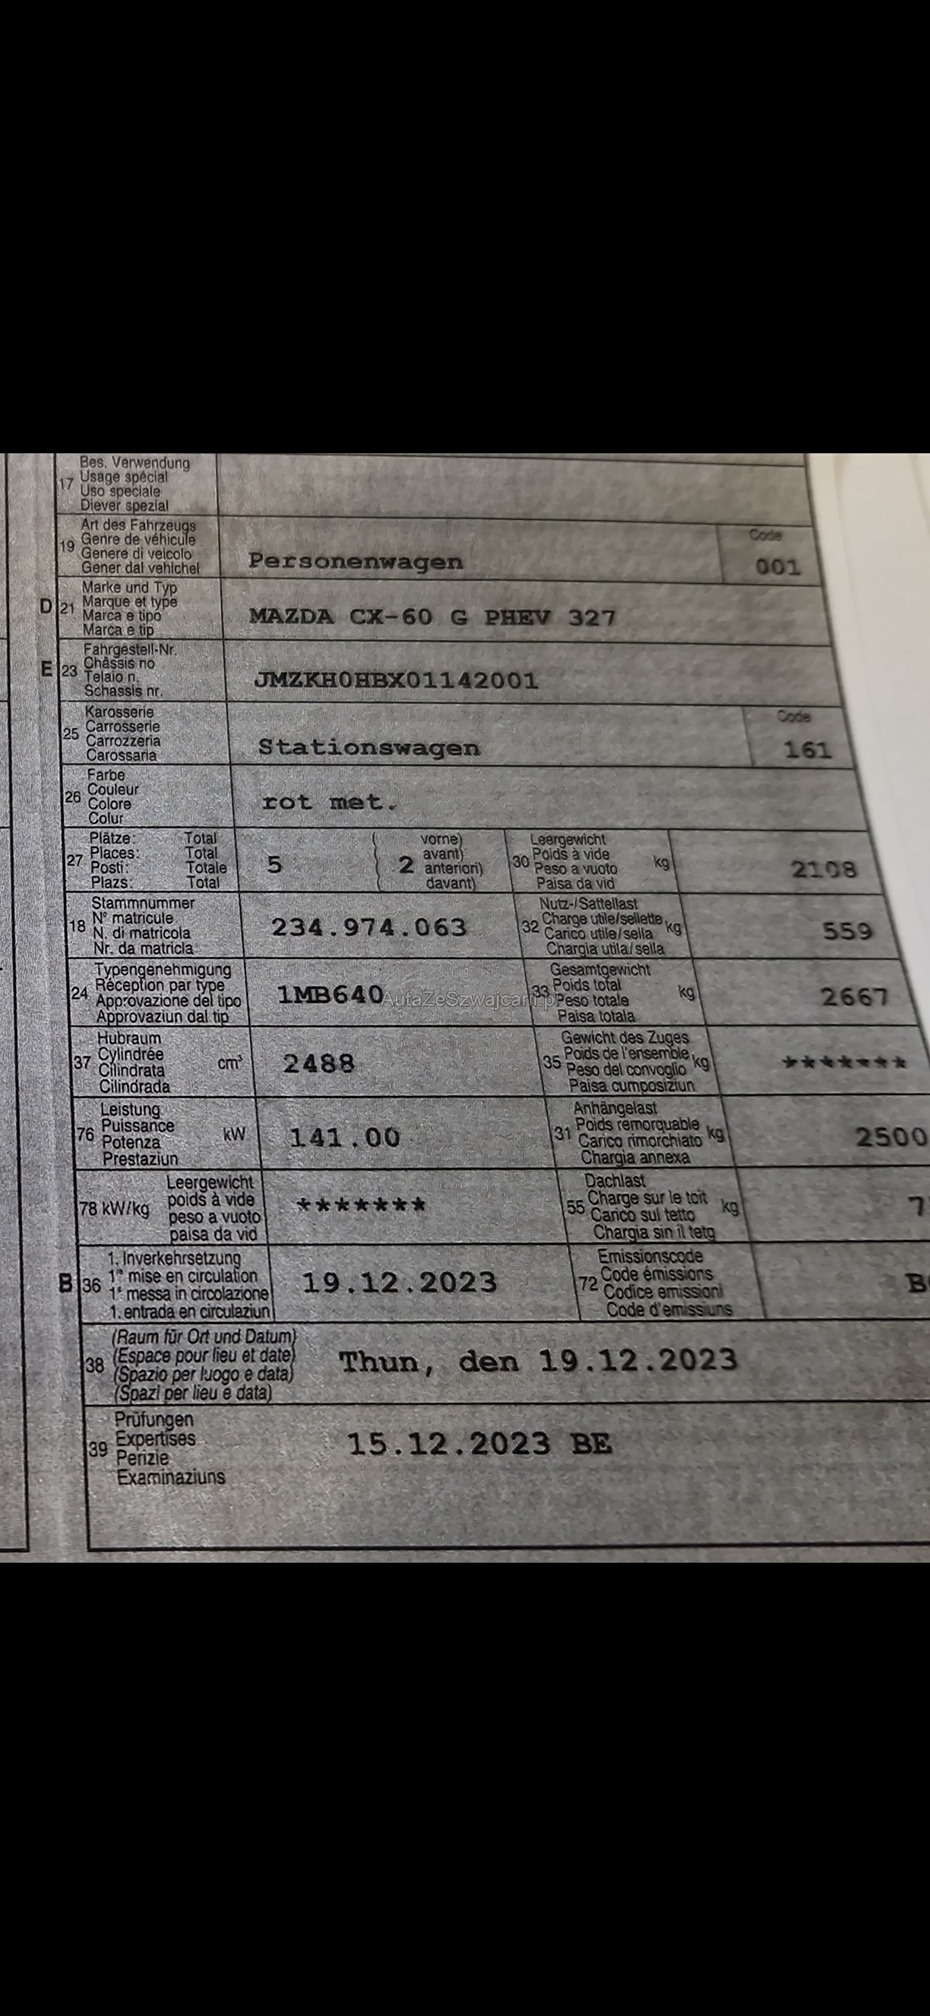 Bes. Verwendung
17 Usage spécial
Uso speciale
Diever spezial
Art des Fahrzeugs
19 Genre de véhicule
Genere di veicolo
Gener dal vehichel
Personenwagen
Code
001
Marke und Typ
D 21 Marque et type
Marca e tipo
Marca e tip
MAZDA CX-60 G PHEV 327
Fahrgestell-Nr.
E 23 Châssis no
Telaio n.
Schassis nr.
JMZKH0HBX01142001
Karosserie
25 Carrosserie
Carrozzeria
Carossaria
Stationswagen
Code
161
Farbe
26 Couleur
Colore
Colur
rot met.
Plätze: Total
27 Places: Total
Posti: Totale
Plazs: Total
5
( vorne)
avant)
2 anteriori)
davant)
Leergewicht
30 Poids à vide kg
Peso a vuoto
Paisa da vid
2108
Stammnummer
18 N° matricule
N. di matricola
Nr. da matricla
234.974.063
Nutz-/Sattellast
32 Charge utile/sellette kg
Carico utile/sella
Chargia utila/sella
559
Typengenehmigung
24 Réception par type
Approvazione del tipo
Approvaziun dal tip
1MB640
AutaZeSzwajcarii.pl
Gesamtgewicht
33 Poids total kg
Peso totale
Paisa totala
2667
Hubraum
37 Cylindrée cm³
Cilindrata
Cilindrada
2488
Gewicht des Zuges
35 Poids de l'ensemble kg
Peso del convoglio
Paisa cumposiziun
*******
Leistung
76 Puissance kW
Potenza
Prestaziun
141.00
Anhängelast
31 Poids remorquable kg
Carico rimorchiato
Chargia annexa
2500
Leergewicht
78 kW/kg poids à vide
peso a vuoto
paisa da vid
*******
Dachlast
55 Charge sur le toit kg
Carico sul tetto
Chargia sin il tetg
7
1. Inverkehrsetzung
B 36 1re mise en circulation
1a messa in circolazione
1. entrada en circulaziun
19.12.2023
Emissionscode
72 Code émissions
Codice emissioni
Code d'emissiuns
B
(Raum für Ort und Datum)
38 (Espace pour lieu et date)
(Spazio per luogo e data)
(Spazi per lieu e data)
Thun, den 19.12.2023
Prüfungen
39 Expertises
Perizie
Examinaziuns
15.12.2023 BE